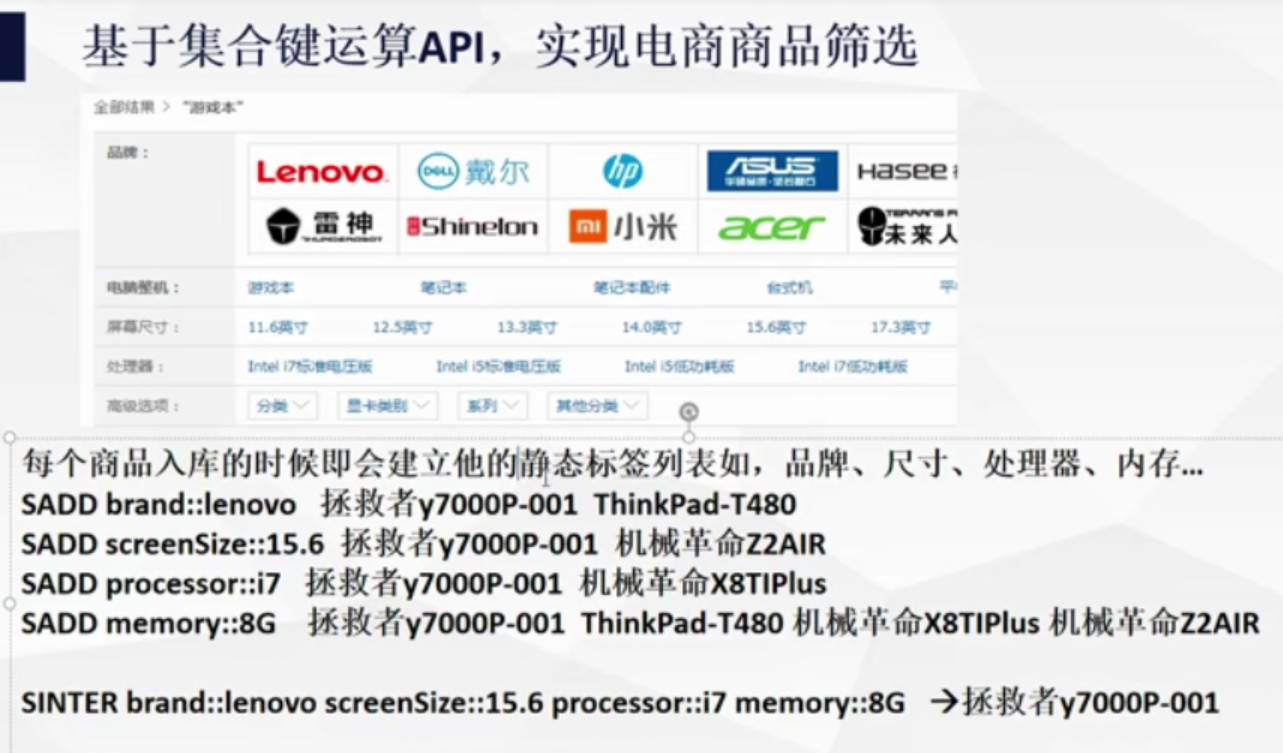 基于集合键运算API，实现电商商品筛选
全部结果 > "游戏本"
品牌：
Lenovo DELL 戴尔 hp ASUS Hasee
雷神 THUNDEROBOT Shinelon mi 小米 acer 未来人
电脑整机： 游戏本 笔记本 笔记本配件 台式机
屏幕尺寸： 11.6英寸 12.5英寸 13.3英寸 14.0英寸 15.6英寸 17.3英寸
处理器： Intel i7标准电压版 Intel i5标准电压版 Intel i5低功耗版 Intel i7低功耗版
高级选项： 分类 显卡类别 系列 其他分类
每个商品入库的时候即会建立他的静态标签列表如，品牌、尺寸、处理器、内存...
SADD brand::lenovo 拯救者y7000P-001 ThinkPad-T480
SADD screenSize::15.6 拯救者y7000P-001 机械革命Z2AIR
SADD processor::i7 拯救者y7000P-001 机械革命X8TIPlus
SADD memory::8G 拯救者y7000P-001 ThinkPad-T480 机械革命X8TIPlus 机械革命Z2AIR
SINTER brand::lenovo screenSize::15.6 processor::i7 memory::8G →拯救者y7000P-001